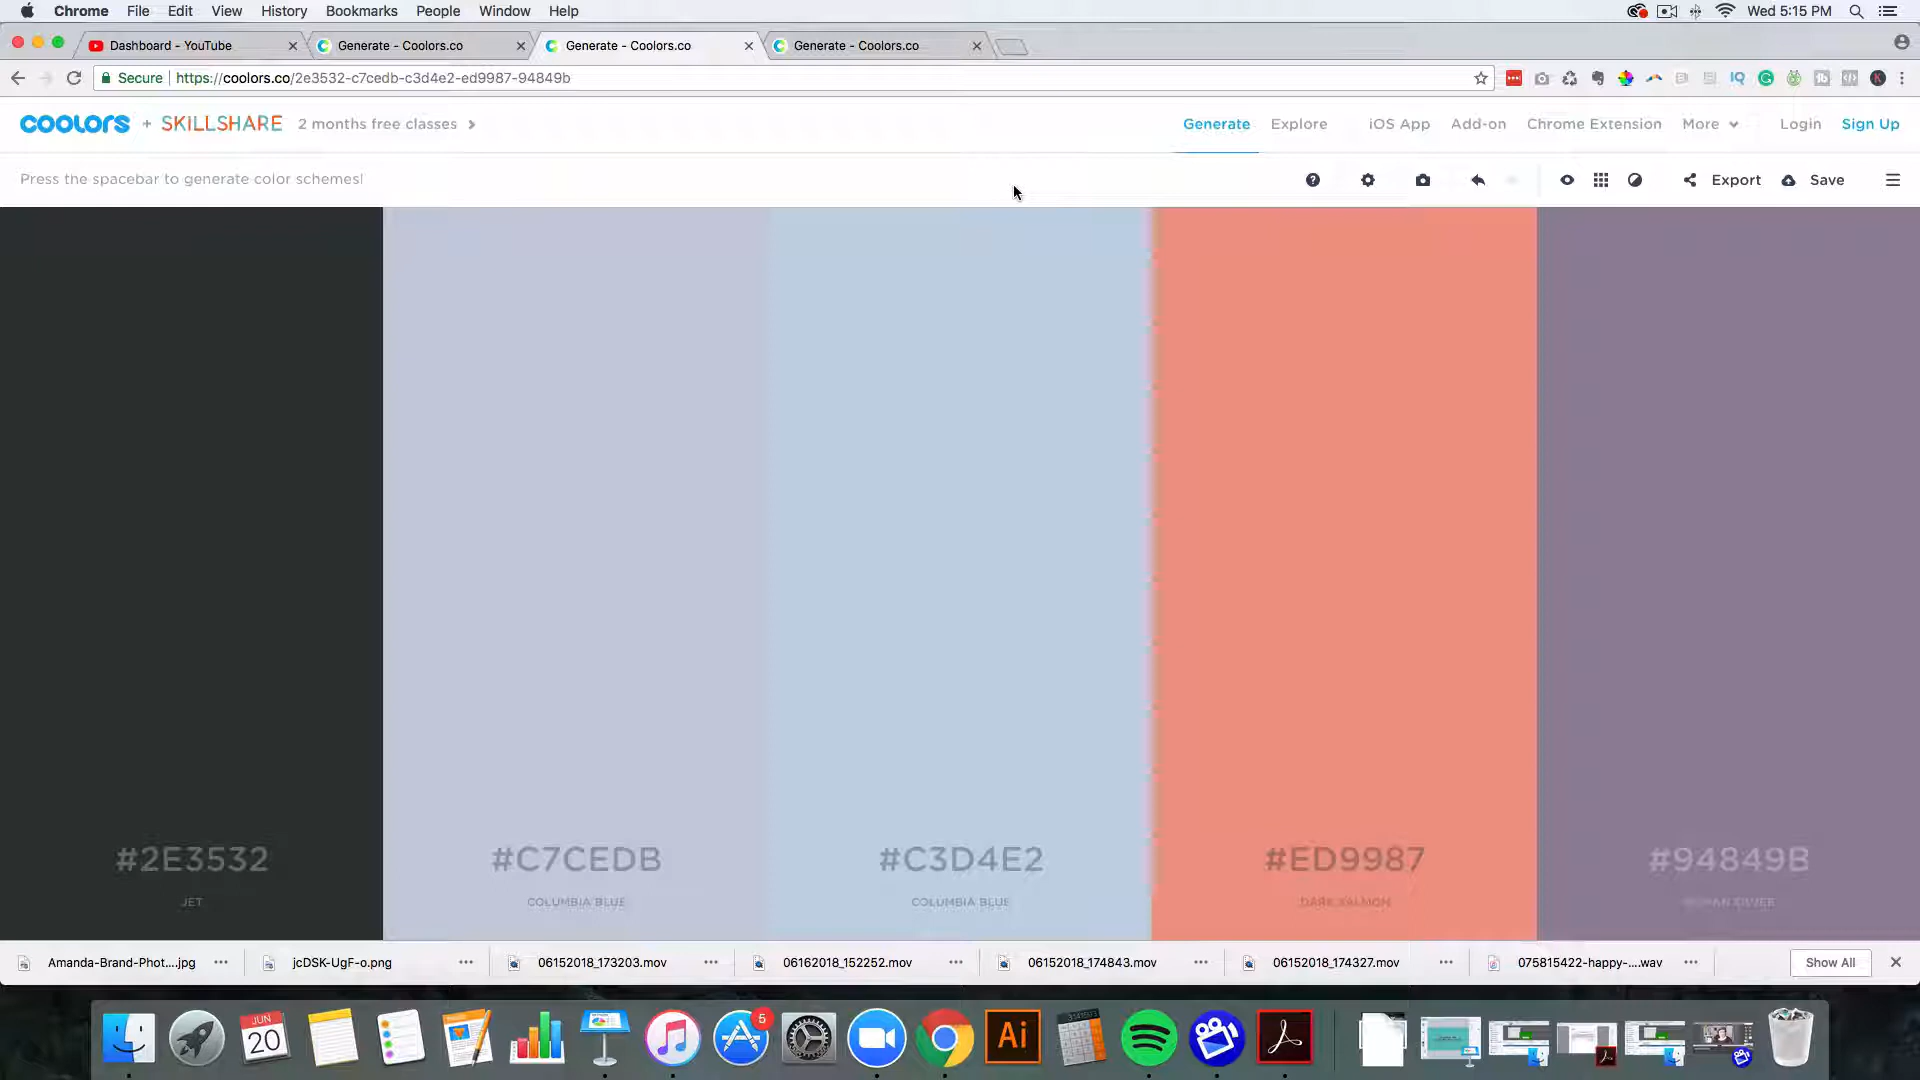 Chrome File Edit View History Bookmarks People Window Help Wed 5:15 PM
Dashboard - YouTube Generate - Coolors.co Generate - Coolors.co Generate - Coolors.co
Secure https://coolors.co/2e3532-c7cedb-c3d4e2-ed9987-94849b
coolors + SKILLSHARE 2 months free classes Generate Explore iOS App Add-on Chrome Extension More Login Sign Up
Press the spacebar to generate color schemes! Export Save
#2E3532 #C7CEDB #C3D4E2 #ED9987 #94849B
JET COLUMBIA BLUE COLUMBIA BLUE DARK SALMON
Amanda-Brand-Phot....jpg jcDSK-UgF-o.png 06152018_173203.mov 06162018_152252.mov 06152018_174843.mov 06152018_174327.mov 075815422-happy-....wav Show All
5
JUN
20
Ai